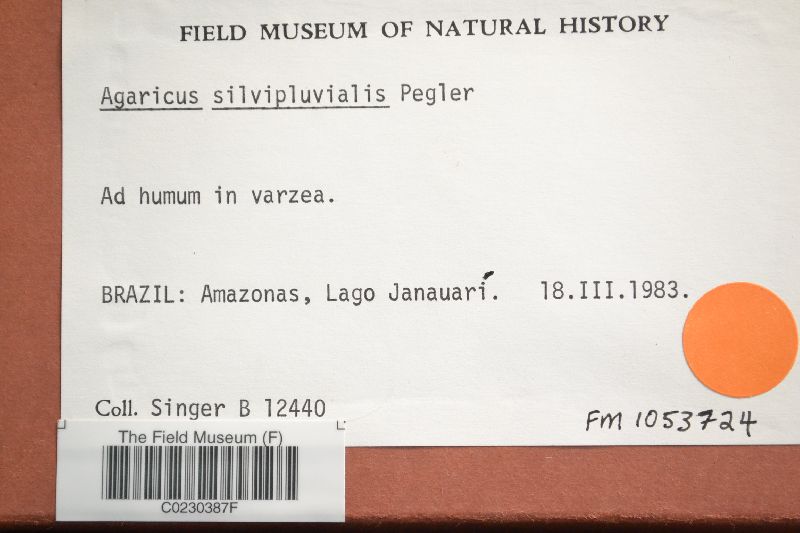 FIELD MUSEUM OF NATURAL HISTORY
Agaricus silvipluvialis Pegler
Ad humum in varzea.
BRAZIL: Amazonas, Lago Janauarí. 18.III.1983.
Coll. Singer B 12440
FM 1053724
The Field Museum (F)
C0230387F